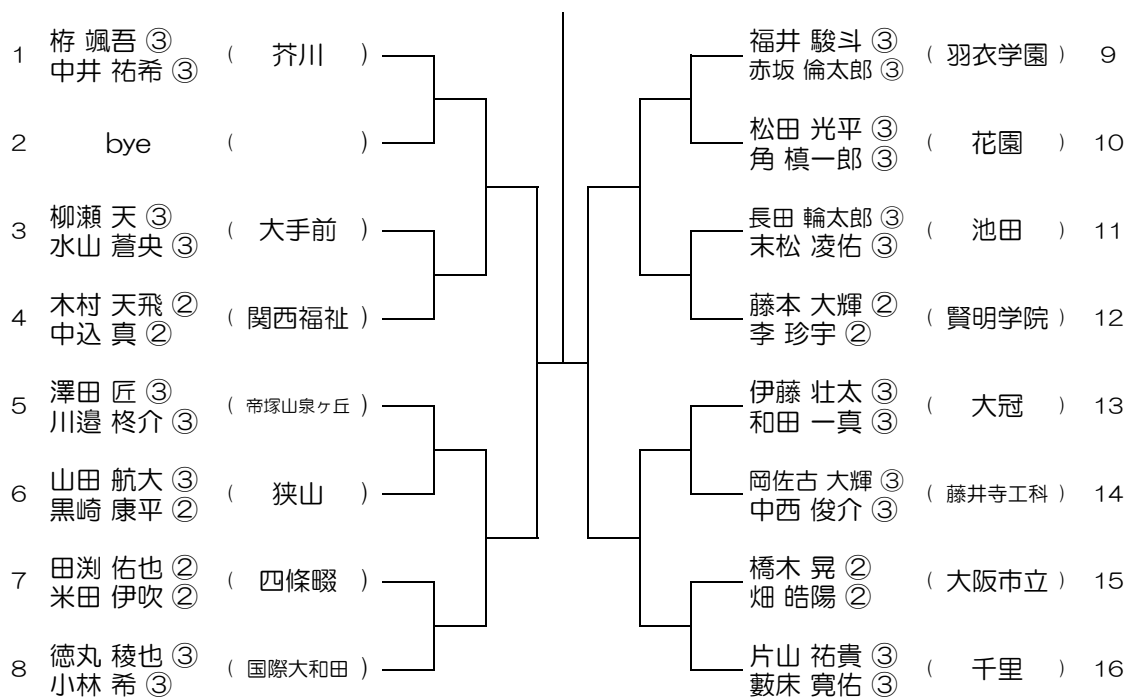 1 栫 颯吾 ③ ( 芥川 )
中井 祐希 ③
2 bye ( )
3 柳瀬 天 ③ ( 大手前 )
水山 蒼央 ③
4 木村 天飛 ② ( 関西福祉 )
中込 真 ②
5 澤田 匠 ③ ( 帝塚山泉ヶ丘 )
川邉 柊介 ③
6 山田 航大 ③ ( 狭山 )
黒崎 康平 ②
7 田渕 佑也 ② ( 四條畷 )
米田 伊吹 ②
8 徳丸 稜也 ③ ( 国際大和田 )
小林 希 ③
福井 駿斗 ③ ( 羽衣学園 ) 9
赤坂 倫太郎 ③
松田 光平 ③ ( 花園 ) 10
角 槙一郎 ③
長田 輪太郎 ③ ( 池田 ) 11
末松 凌佑 ③
藤本 大輝 ② ( 賢明学院 ) 12
李 珍宇 ②
伊藤 壮太 ③ ( 大冠 ) 13
和田 一真 ③
岡佐古 大輝 ③ ( 藤井寺工科 ) 14
中西 俊介 ③
橋木 晃 ② ( 大阪市立 ) 15
畑 皓陽 ②
片山 祐貴 ③ ( 千里 ) 16
藪床 寛佑 ③